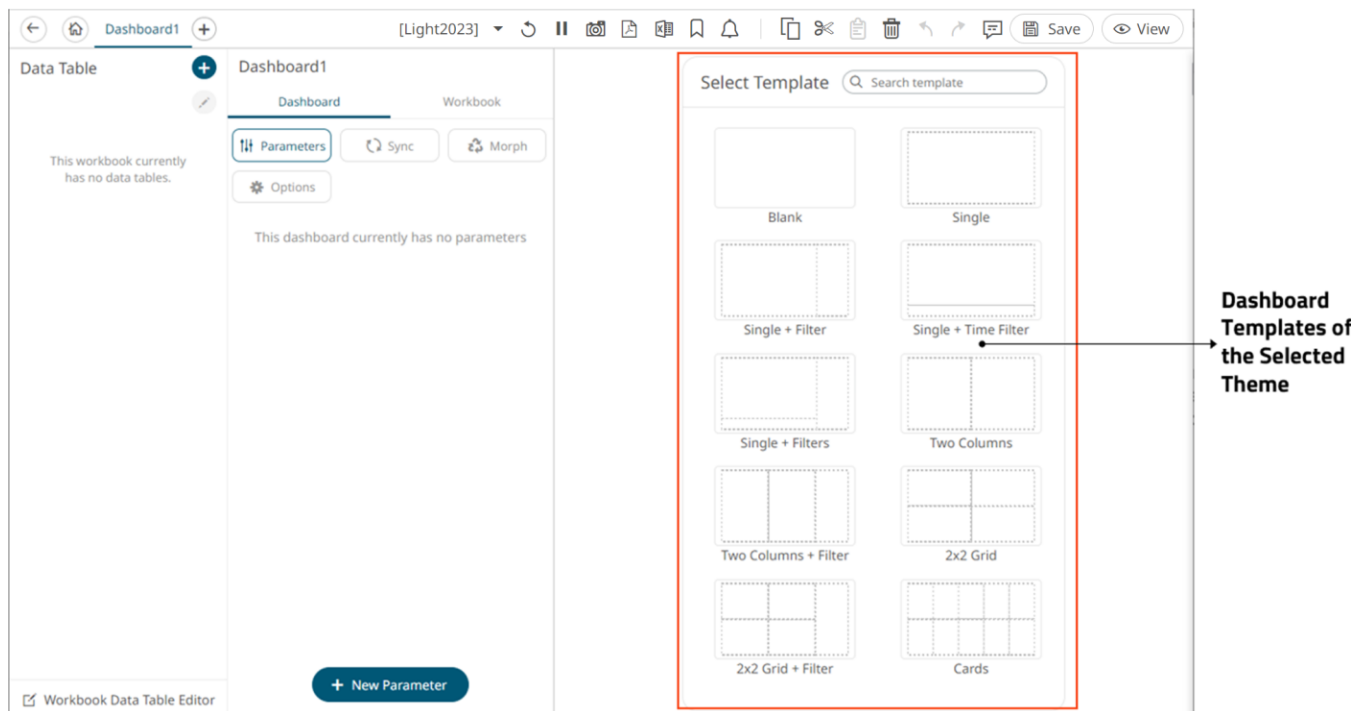 Dashboard1
[Light2023]
Save
View
Data Table
This workbook currently
has no data tables.
Workbook Data Table Editor
Dashboard1
Dashboard
Workbook
Parameters
Sync
Morph
Options
This dashboard currently has no parameters
+ New Parameter
Select Template
Search template
Blank
Single
Single + Filter
Single + Time Filter
Single + Filters
Two Columns
Two Columns + Filter
2x2 Grid
2x2 Grid + Filter
Cards
Dashboard
Templates of
the Selected
Theme